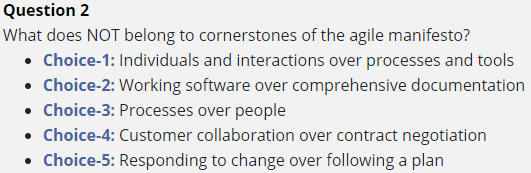 Question 2
What does NOT belong to cornerstones of the agile manifesto?
Choice-1: Individuals and interactions over processes and tools
Choice-2: Working software over comprehensive documentation
Choice-3: Processes over people
Choice-4: Customer collaboration over contract negotiation
Choice-5: Responding to change over following a plan